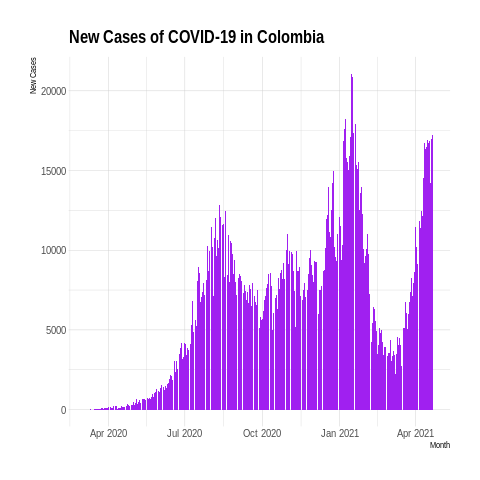 New Cases of COVID-19 in Colombia
New Cases
20000
15000
10000
5000
0
Apr 2020 Jul 2020 Oct 2020 Jan 2021 Apr 2021
Month